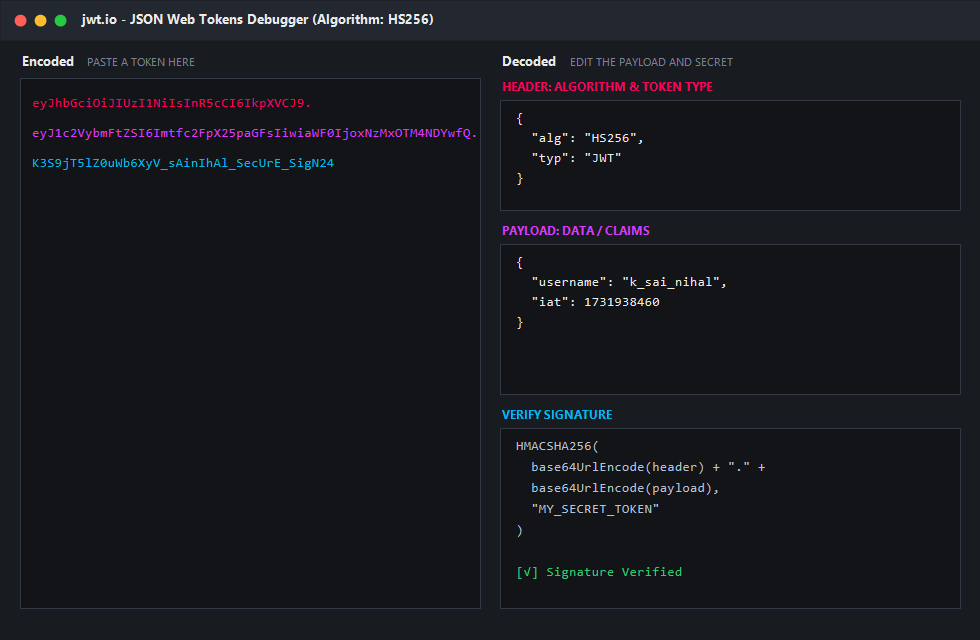 jwt.io - JSON Web Tokens Debugger (Algorithm: HS256)
Encoded PASTE A TOKEN HERE
eyJhbGciOiJIUzI1NiIsInR5cCI6IkpXVCJ9.
eyJ1c2VybmFtZSI6Imtfc2FpX25paGFsIiwiaWF0IjoxNzMxOTM4NDYwfQ.
K3S9jT5lZ0uWb6XyV_sAinIhAl_SecUrE_SigN24
Decoded EDIT THE PAYLOAD AND SECRET
HEADER: ALGORITHM & TOKEN TYPE
{
"alg": "HS256",
"typ": "JWT"
}
PAYLOAD: DATA / CLAIMS
{
"username": "k_sai_nihal",
"iat": 1731938460
}
VERIFY SIGNATURE
HMACSHA256(
base64UrlEncode(header) + "." +
base64UrlEncode(payload),
"MY_SECRET_TOKEN"
)
[√] Signature Verified